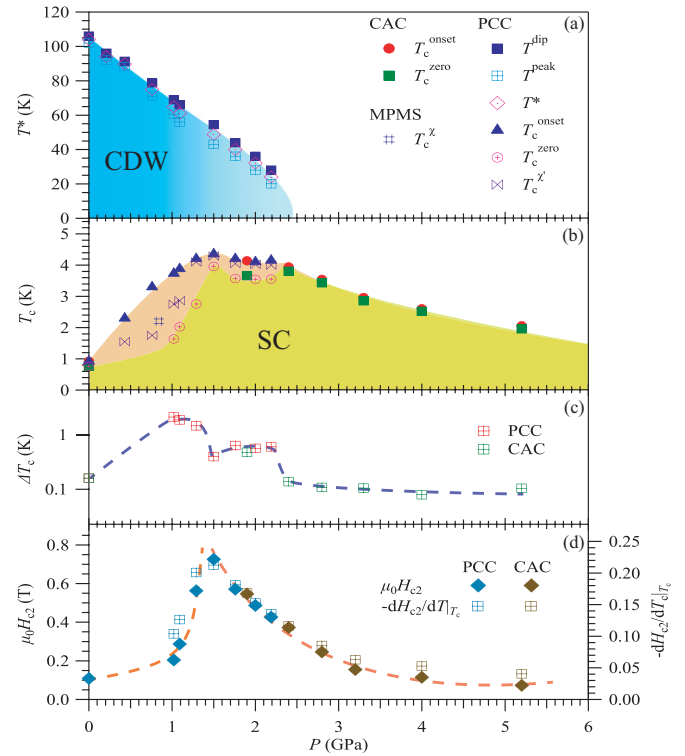 (a)
CAC PCC
T_c^onset T^dip
T_c^zero T^peak
T*
MPMS T_c^onset
T_c^χ T_c^zero
T_c^χ'
CDW
T* (K)
120
100
80
60
40
20
0
(b)
SC
T_c (K)
5
4
3
2
1
0
(c)
PCC
CAC
ΔT_c (K)
1
0.1
(d)
PCC CAC
μ₀H_c2
-dH_c2/dT|_T_c
μ₀H_c2 (T)
0.8
0.6
0.4
0.2
0.0
0.25
0.20
0.15
0.10
0.05
0.00
-dH_c2/dT_c|_T_c
0 1 2 3 4 5 6
P (GPa)